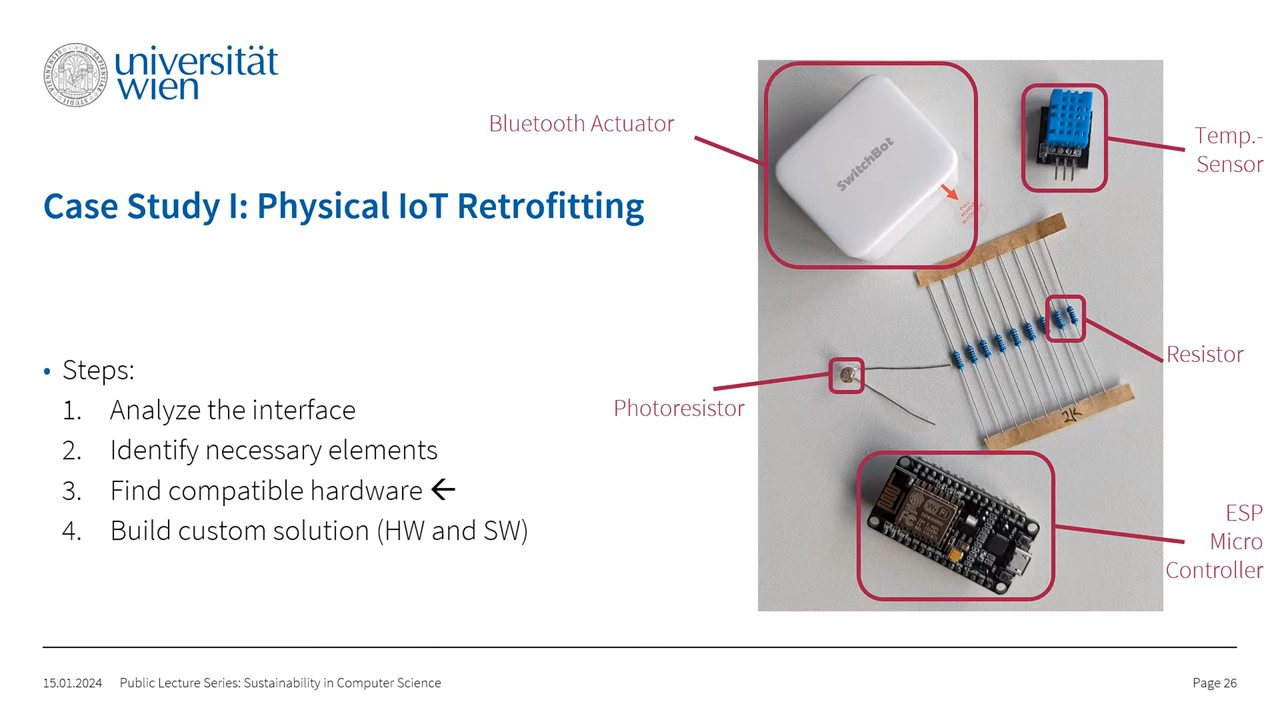 universität
wien
Case Study I: Physical IoT Retrofitting
• Steps:
1. Analyze the interface
2. Identify necessary elements
3. Find compatible hardware ←
4. Build custom solution (HW and SW)
Bluetooth Actuator
SwitchBot
Temp.-
Sensor
Resistor
2K
Photoresistor
WiFi
ESP
Micro
Controller
15.01.2024 Public Lecture Series: Sustainability in Computer Science
Page 26